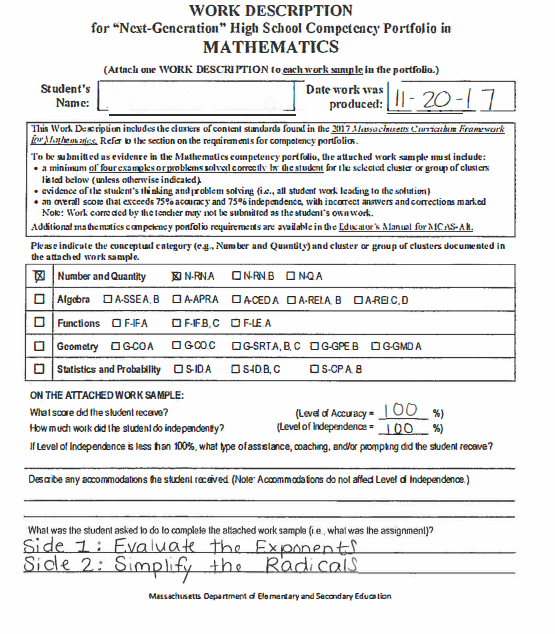 WORK DESCRIPTION
for "Next-Generation" High School Competency Portfolio in
MATHEMATICS
(Attach one WORK DESCRIPTION to each work sample in the portfolio.)
Student's Name:
Date work was produced: 11-20-17
This Work Description includes the clusters of content standards found in the 2017 Massachusetts Curriculum Framework
for Mathematics. Refer to the section on the requirements for competency portfolios.
To be submitted as evidence in the Mathematics competency portfolio, the attached work sample must include:
• a minimum of four examples or problems solved correctly by the student for the selected cluster or group of clusters
listed below (unless otherwise indicated).
• evidence of the student's thinking and problem solving (i.e., all student work leading to the solution)
• an overall score that exceeds 75% accuracy and 75% independence, with incorrect answers and corrections marked
Note: Work corrected by the teacher may not be submitted as the student's own work.
Additional mathematics competency portfolio requirements are available in the Educator's Manual for MCAS-Alt.
Please indicate the conceptual category (e.g., Number and Quantity) and cluster or group of clusters documented in
the attached work sample.
☒ Number and Quantity ☒ N-RN.A ☐ N-RN.B ☐ N-Q.A
☐ Algebra ☐ A-SSE.A, B ☐ A-APR.A ☐ A-CED.A ☐ A-REI.A, B ☐ A-REI.C, D
☐ Functions ☐ F-IF.A ☐ F-IF.B, C ☐ F-LE.A
☐ Geometry ☐ G-CO.A ☐ G-CO.C ☐ G-SRT.A, B, C ☐ G-GPE.B ☐ G-GMD.A
☐ Statistics and Probability ☐ S-ID.A ☐ S-ID.B, C ☐ S-CP.A, B
ON THE ATTACHED WORK SAMPLE:
What score did the student receive? (Level of Accuracy = 100 %)
How much work did the student do independently? (Level of Independence = 100 %)
If Level of Independence is less than 100%, what type of assistance, coaching, and/or prompting did the student receive?
Describe any accommodations the student received. (Note: Accommodations do not affect Level of Independence.)
What was the student asked to do to complete the attached work sample (i.e., what was the assignment)?
Side 1: Evaluate the Exponents
Side 2: Simplify the Radicals
Massachusetts Department of Elementary and Secondary Education